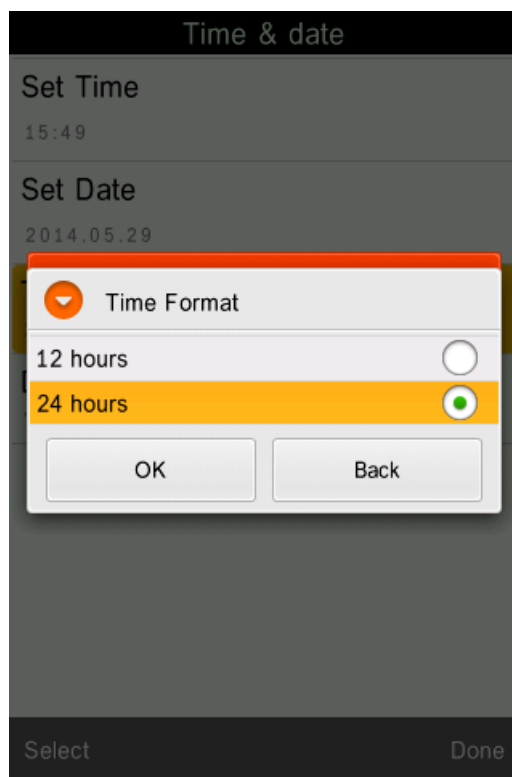 Time & date
Set Time
15:49
Set Date
2014.05.29
Time Format
12 hours
24 hours
OK
Back
Select
Done